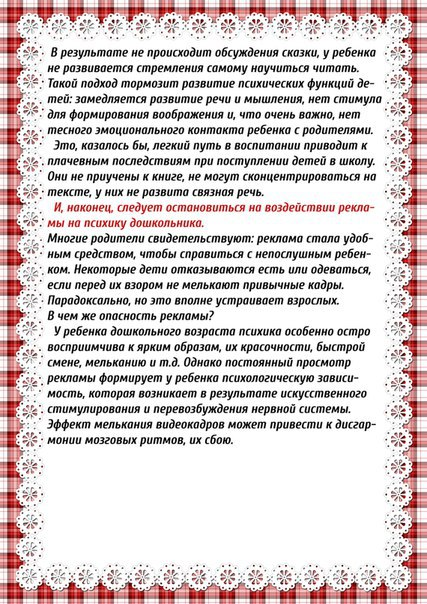 В результате не происходит обсуждения сказки, у ребенка
не развивается стремления самому научиться читать.
Такой подход тормозит развитие психических функций де-
тей: замедляется развитие речи и мышления, нет стимула
для формирования воображения и, что очень важно, нет
тесного эмоционального контакта ребенка с родителями.
Это, казалось бы, легкий путь в воспитании приводит к
плачевным последствиям при поступлении детей в школу.
Они не приучены к книге, не могут сконцентрироваться на
тексте, у них не развита связная речь.
И, наконец, следует остановиться на воздействии рекла-
мы на психику дошкольника.
Многие родители свидетельствуют: реклама стала удоб-
ным средством, чтобы справиться с непослушным ребен-
ком. Некоторые дети отказываются есть или одеваться,
если перед их взором не мелькают привычные кадры.
Парадоксально, но это вполне устраивает взрослых.
В чем же опасность рекламы?
У ребенка дошкольного возраста психика особенно остро
восприимчива к ярким образам, их красочности, быстрой
смене, мельканию и т.д. Однако постоянный просмотр
рекламы формирует у ребенка психологическую зависи-
мость, которая возникает в результате искусственного
стимулирования и перевозбуждения нервной системы.
Эффект мелькания видеокадров может привести к дисгар-
монии мозговых ритмов, их сбою.